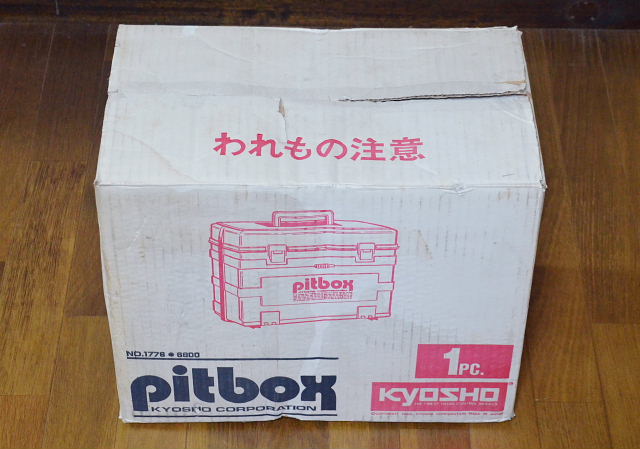 われもの注意
pitbox
NO.1776 • 6800
pitbox
KYOSHO CORPORATION
1PC.
KYOSHO